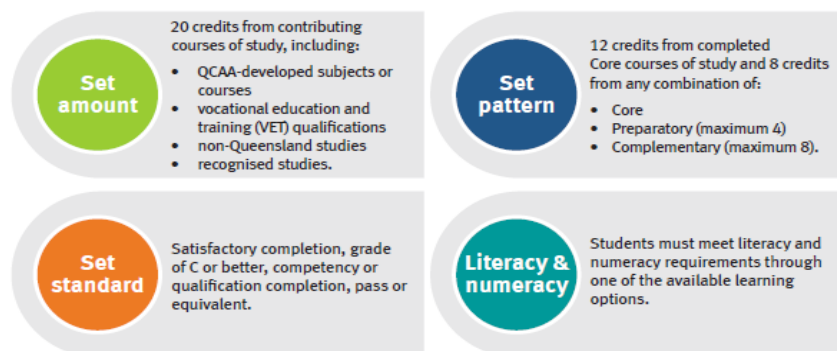 Set
amount
20 credits from contributing
courses of study, including:
• QCAA-developed subjects or
courses
• vocational education and
training (VET) qualifications
• non-Queensland studies
• recognised studies.
Set
pattern
12 credits from completed
Core courses of study and 8 credits
from any combination of:
• Core
• Preparatory (maximum 4)
• Complementary (maximum 8).
Set
standard
Satisfactory completion, grade
of C or better, competency or
qualification completion, pass or
equivalent.
Literacy &
numeracy
Students must meet literacy and
numeracy requirements through
one of the available learning
options.